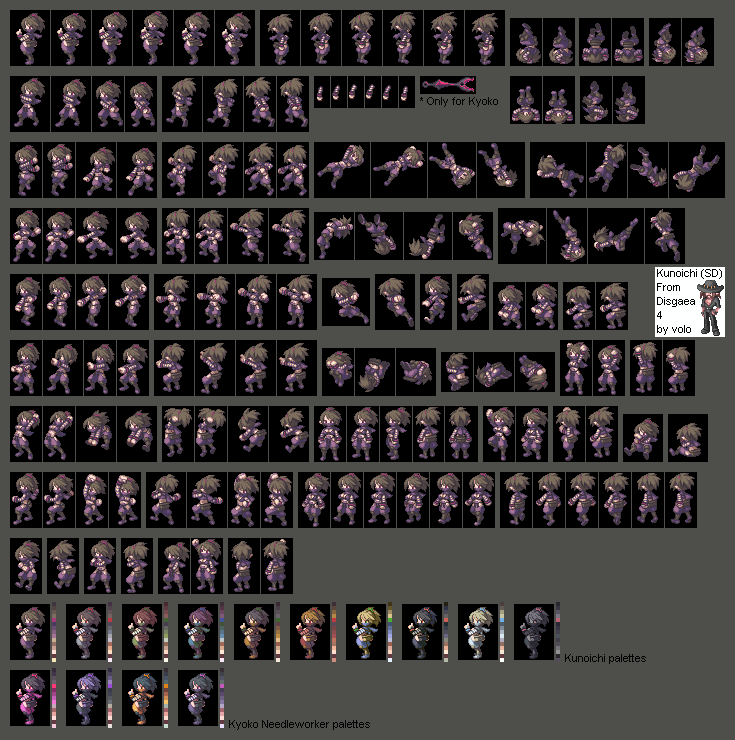 * Only for Kyoko
Kunoichi (SD)
From
Disgaea
4
by volo
Kunoichi palettes
Kyoko Needleworker palettes